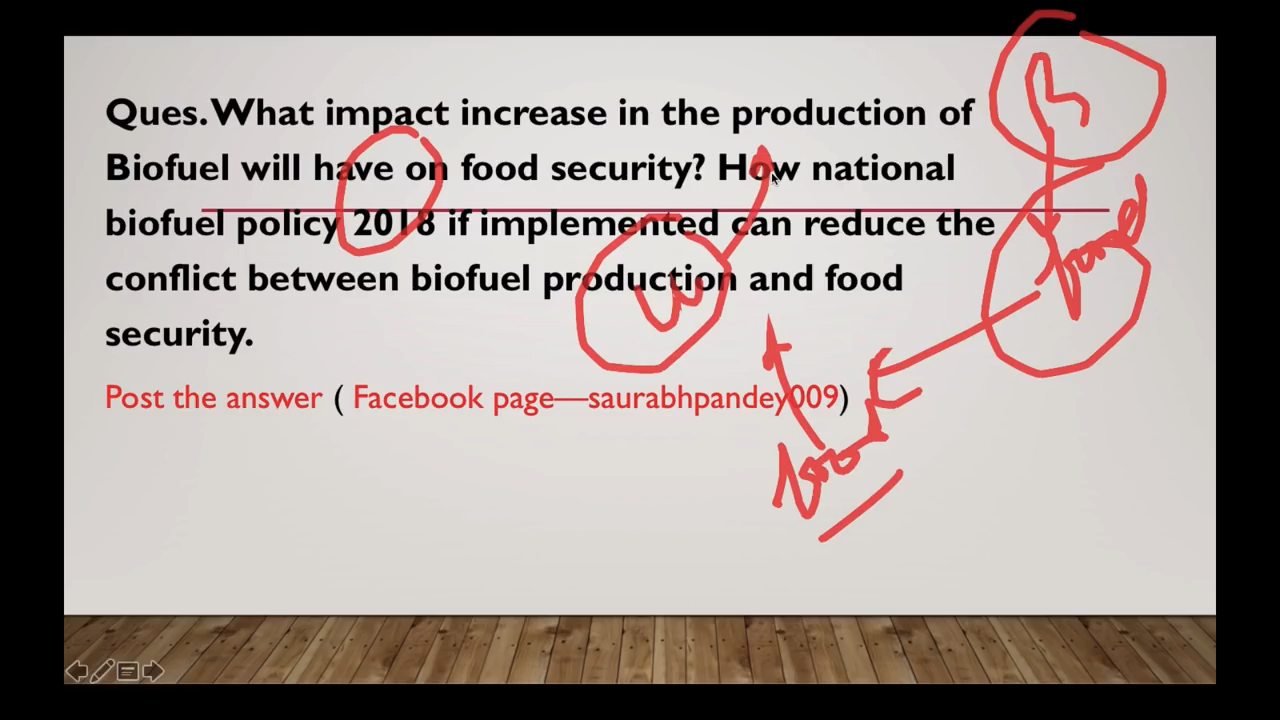 Ques. What impact increase in the production of
Biofuel will have on food security? How national
biofuel policy 2018 if implemented can reduce the
conflict between biofuel production and food
security.
Post the answer ( Facebook page—saurabhpandey009)
food